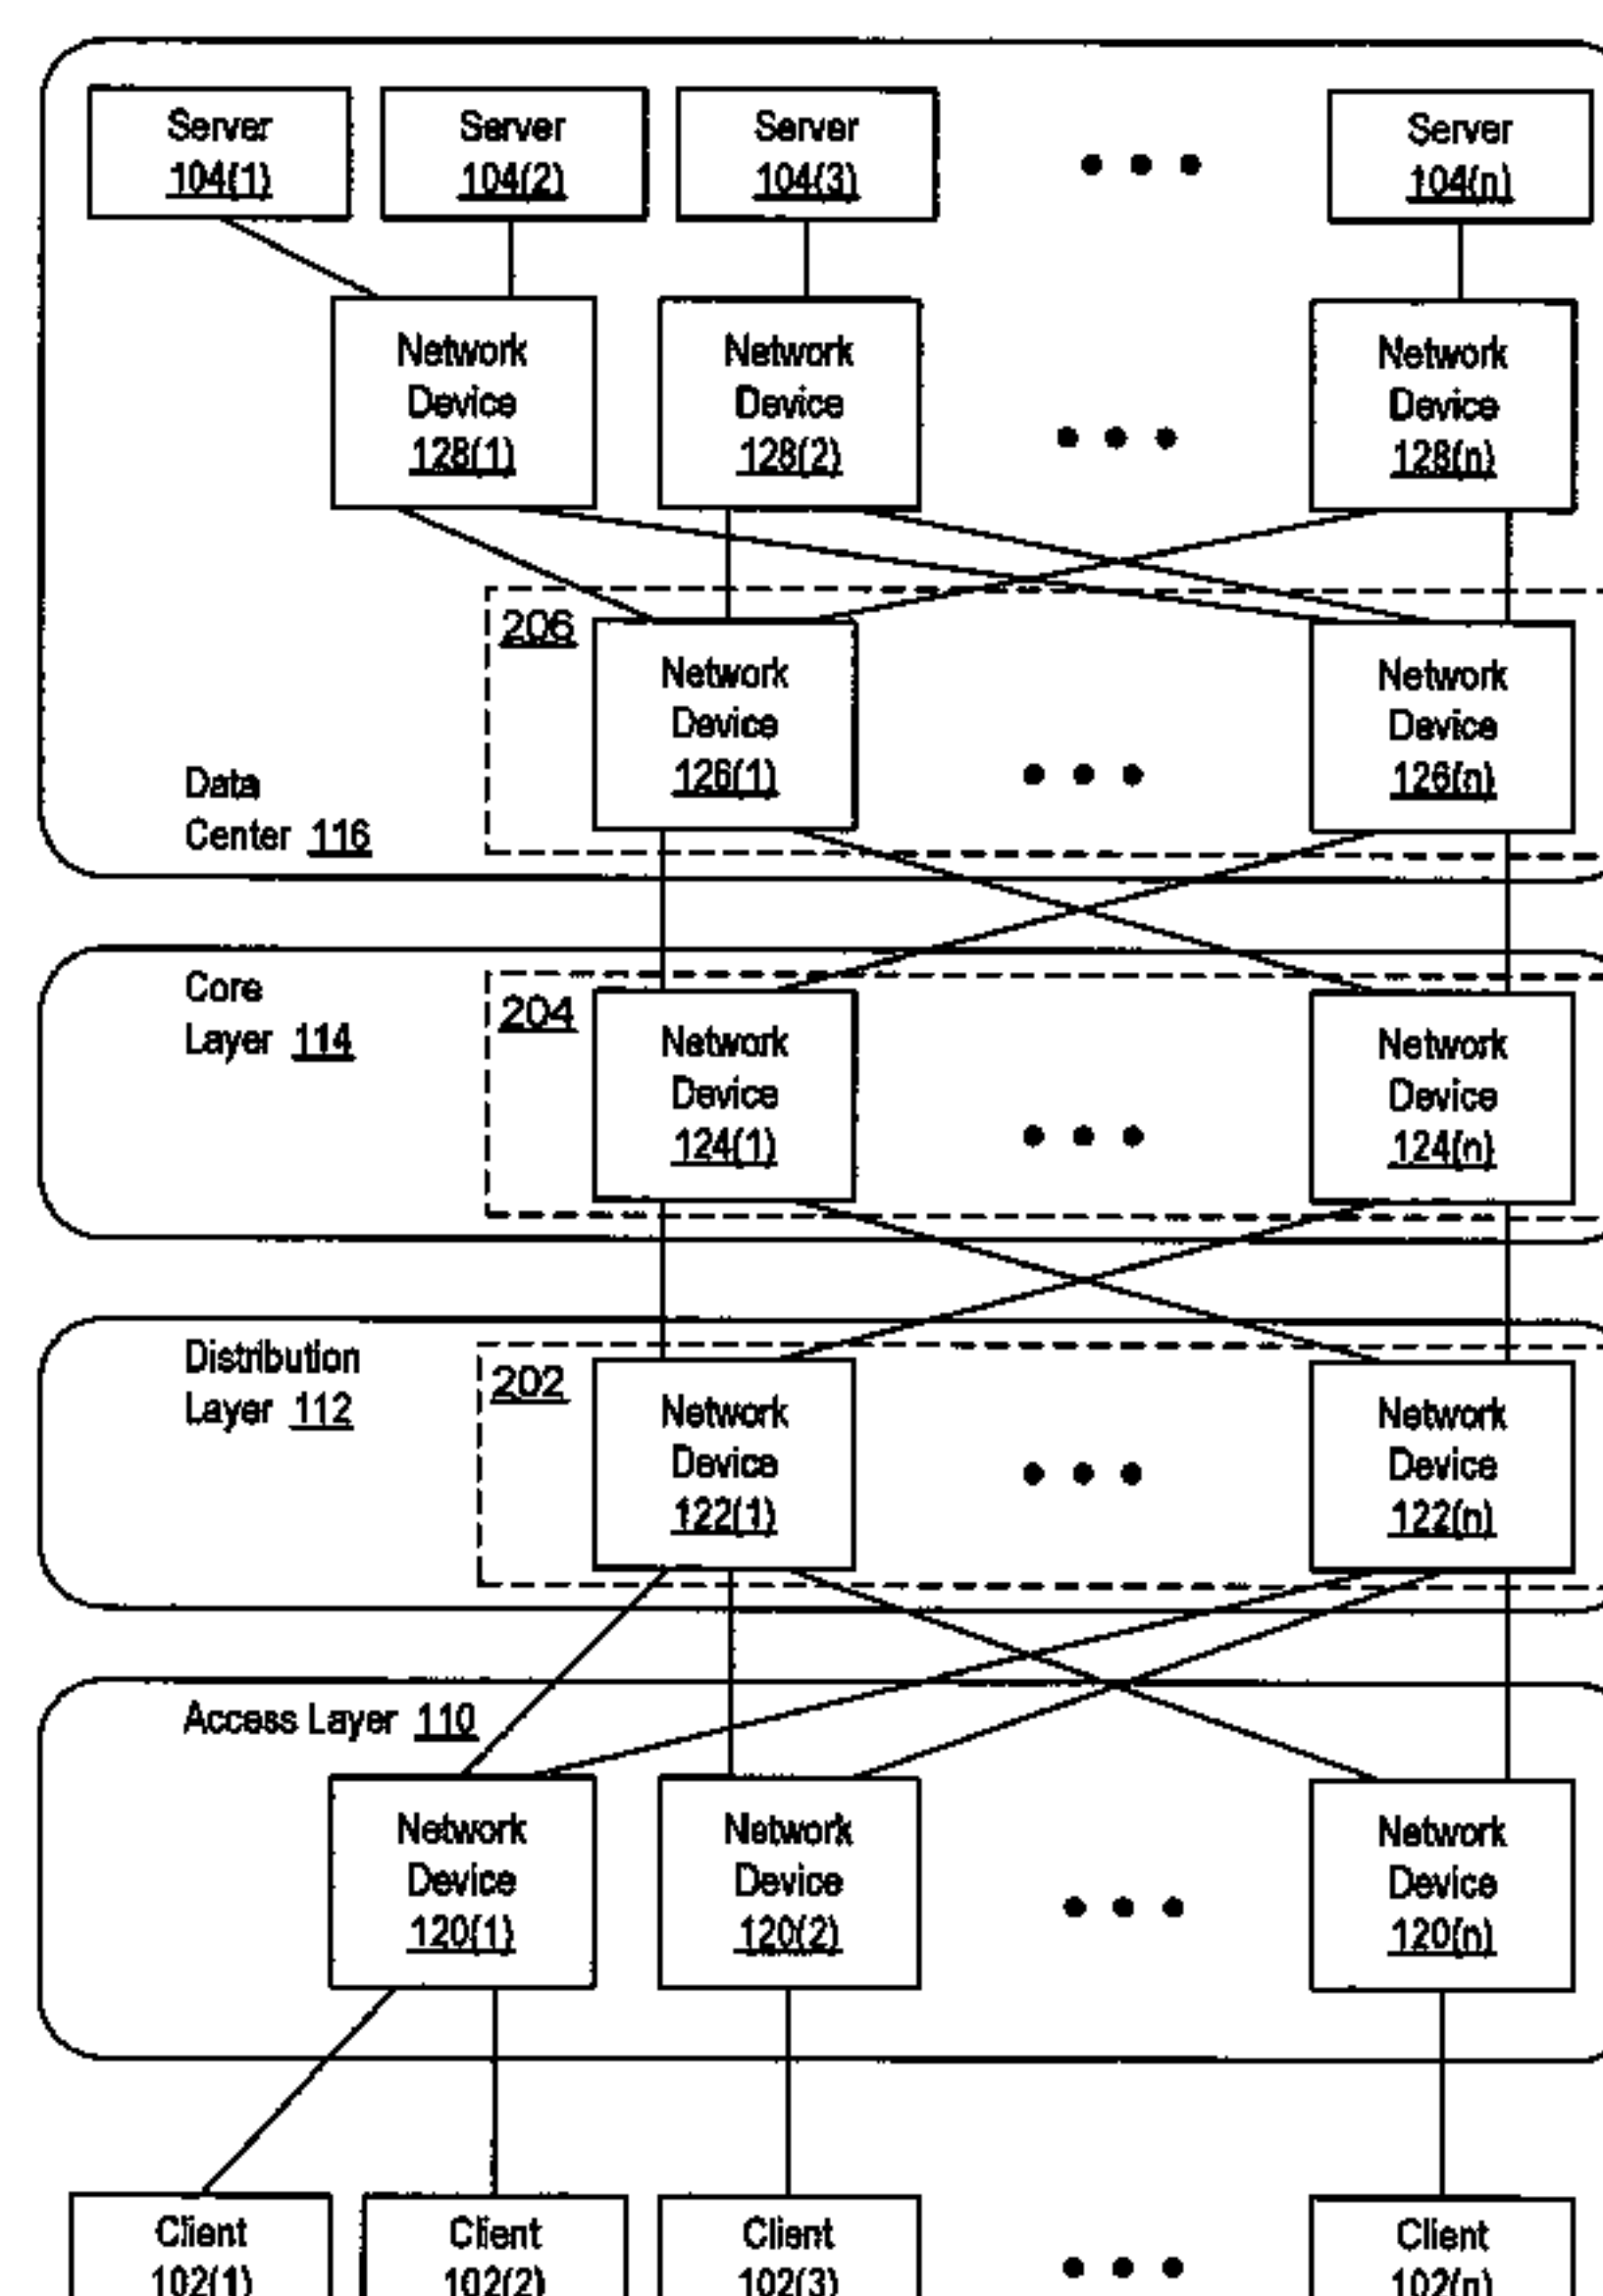 Server
104(1)
Server
104(2)
Server
104(3)
Server
104(n)
Network
Device
128(1)
Network
Device
128(2)
Network
Device
128(n)
206
Network
Device
126(1)
Network
Device
126(n)
Data
Center 116
Core
Layer 114
204
Network
Device
124(1)
Network
Device
124(n)
Distribution
Layer 112
202
Network
Device
122(1)
Network
Device
122(n)
Access Layer 110
Network
Device
120(1)
Network
Device
120(2)
Network
Device
120(n)
Client
102(1)
Client
102(2)
Client
102(3)
Client
102(n)